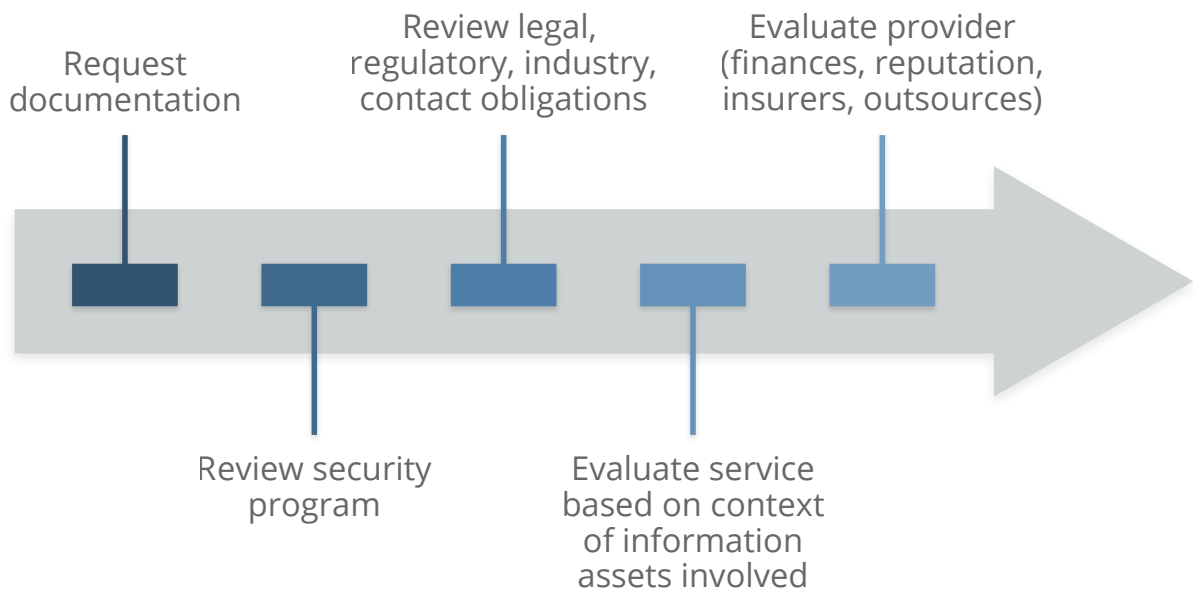 Request
documentation
Review security
program
Review legal,
regulatory, industry,
contact obligations
Evaluate service
based on context
of information
assets involved
Evaluate provider
(finances, reputation,
insurers, outsources)